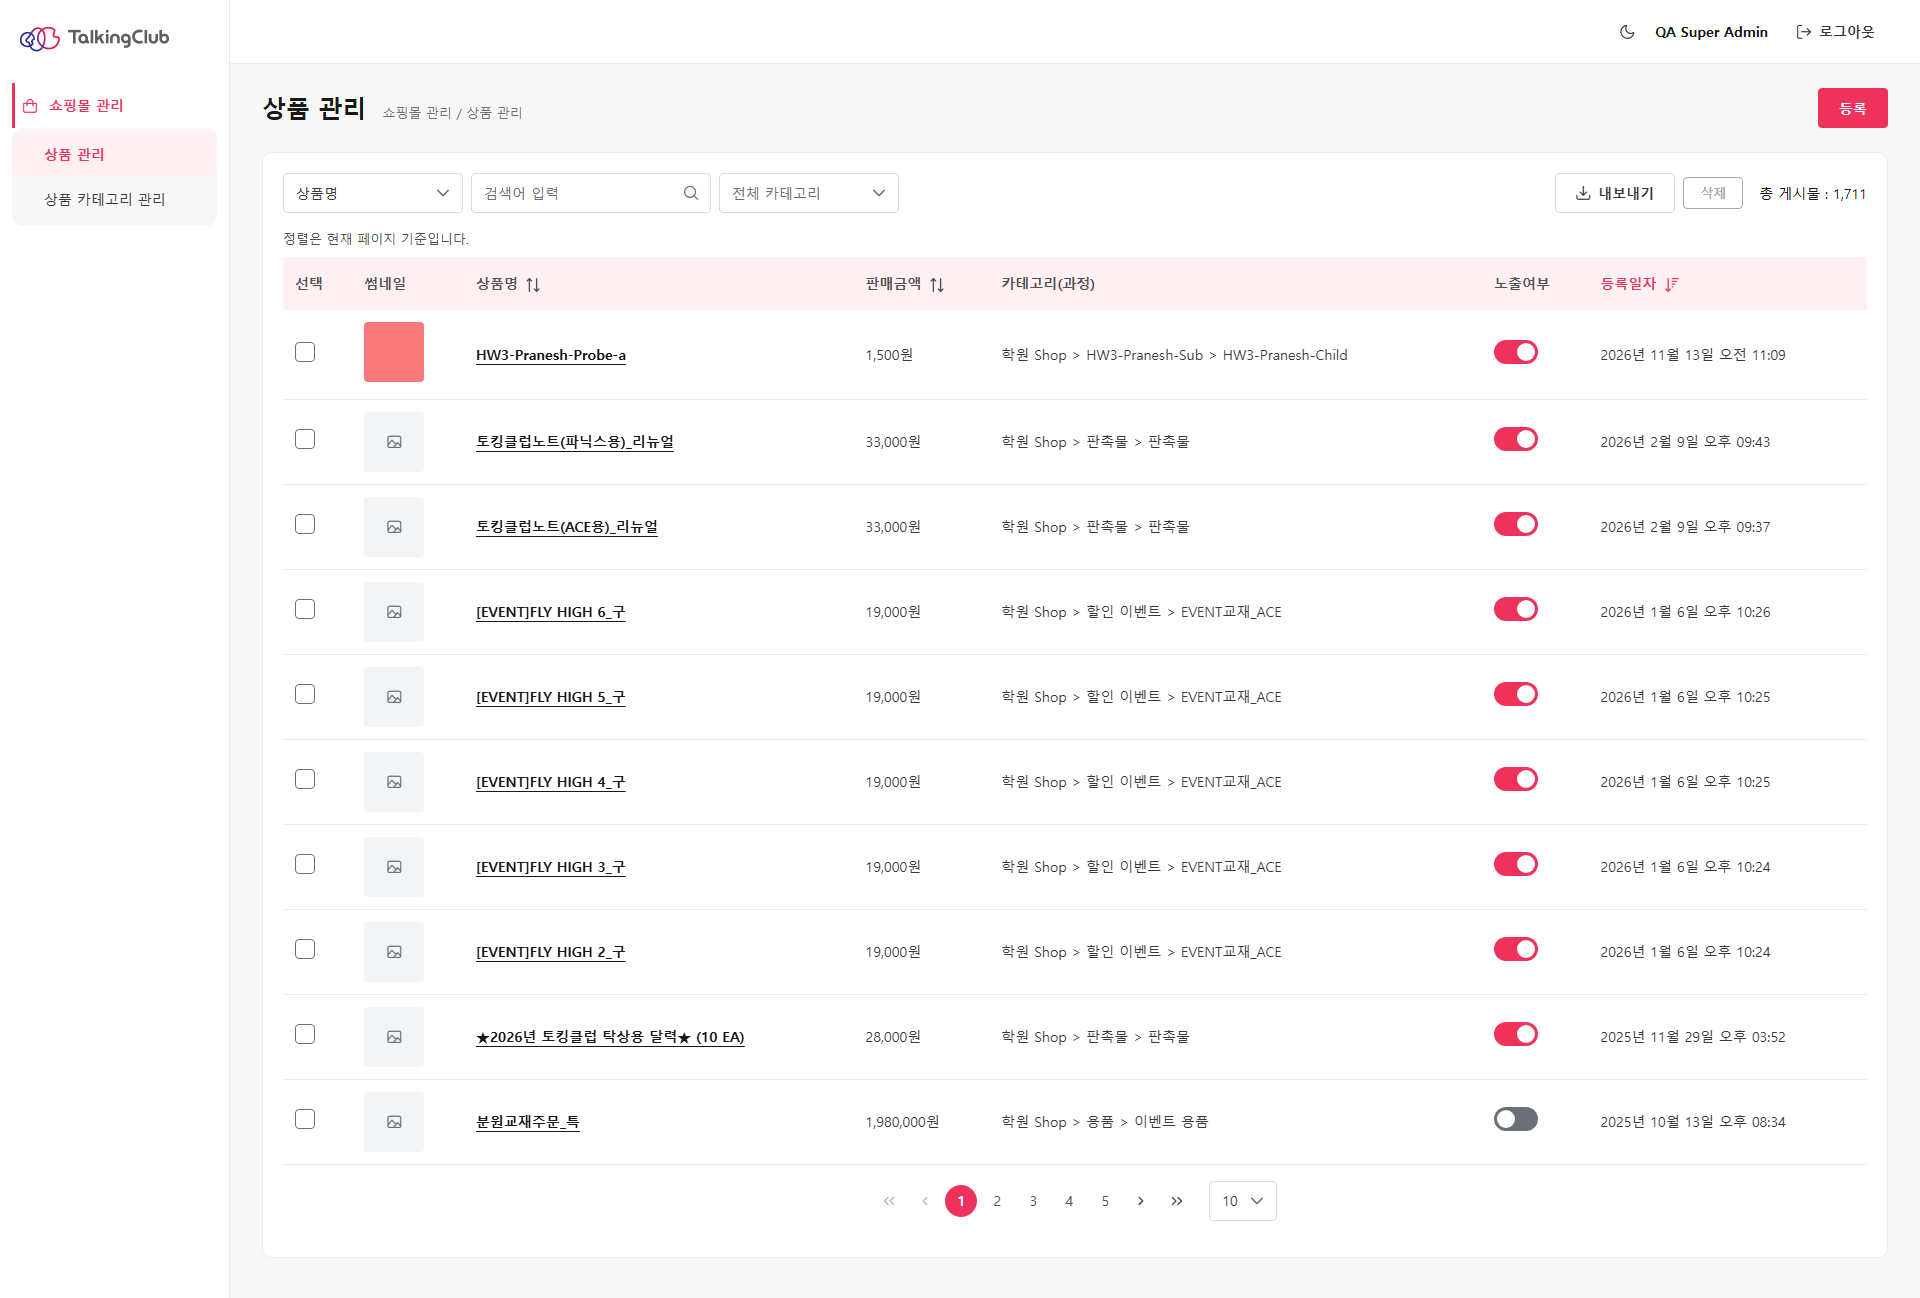 TalkingClub
QA Super Admin
로그아웃
쇼핑몰 관리
상품 관리
상품 카테고리 관리
상품 관리
쇼핑몰 관리 / 상품 관리
등록
상품명
검색어 입력
전체 카테고리
내보내기
삭제
총 게시물 : 1,711
정렬은 현재 페이지 기준입니다.
선택 썸네일 상품명 판매금액 카테고리(과정) 노출여부 등록일자
HW3-Pranesh-Probe-a 1,500원 학원 Shop > HW3-Pranesh-Sub > HW3-Pranesh-Child 2026년 11월 13일 오전 11:09
토킹클럽노트(파닉스용)_리뉴얼 33,000원 학원 Shop > 판촉물 > 판촉물 2026년 2월 9일 오후 09:43
토킹클럽노트(ACE용)_리뉴얼 33,000원 학원 Shop > 판촉물 > 판촉물 2026년 2월 9일 오후 09:37
[EVENT]FLY HIGH 6_구 19,000원 학원 Shop > 할인 이벤트 > EVENT교재_ACE 2026년 1월 6일 오후 10:26
[EVENT]FLY HIGH 5_구 19,000원 학원 Shop > 할인 이벤트 > EVENT교재_ACE 2026년 1월 6일 오후 10:25
[EVENT]FLY HIGH 4_구 19,000원 학원 Shop > 할인 이벤트 > EVENT교재_ACE 2026년 1월 6일 오후 10:25
[EVENT]FLY HIGH 3_구 19,000원 학원 Shop > 할인 이벤트 > EVENT교재_ACE 2026년 1월 6일 오후 10:24
[EVENT]FLY HIGH 2_구 19,000원 학원 Shop > 할인 이벤트 > EVENT교재_ACE 2026년 1월 6일 오후 10:24
★2026년 토킹클럽 탁상용 달력★ (10 EA) 28,000원 학원 Shop > 판촉물 > 판촉물 2025년 11월 29일 오후 03:52
분원교재주문_특 1,980,000원 학원 Shop > 용품 > 이벤트 용품 2025년 10월 13일 오후 08:34
« ‹ 1 2 3 4 5 › » 10